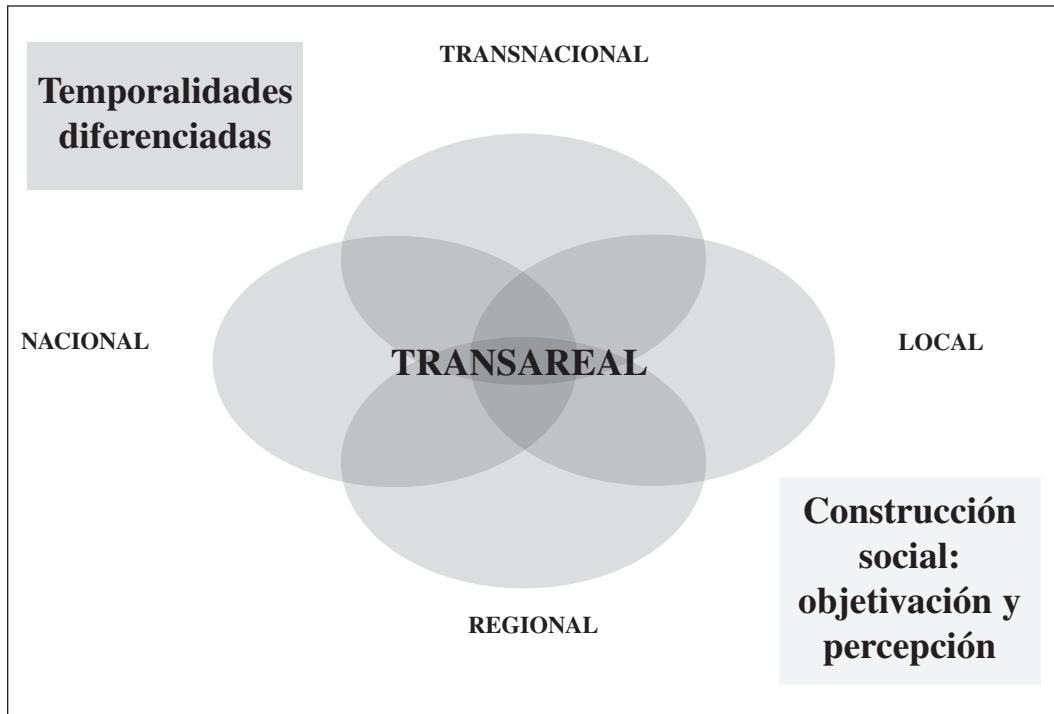 TRANSNACIONAL
Temporalidades
diferenciadas
NACIONAL
TRANSAREAL
LOCAL
Construcción
social:
objetivación y
percepción
REGIONAL